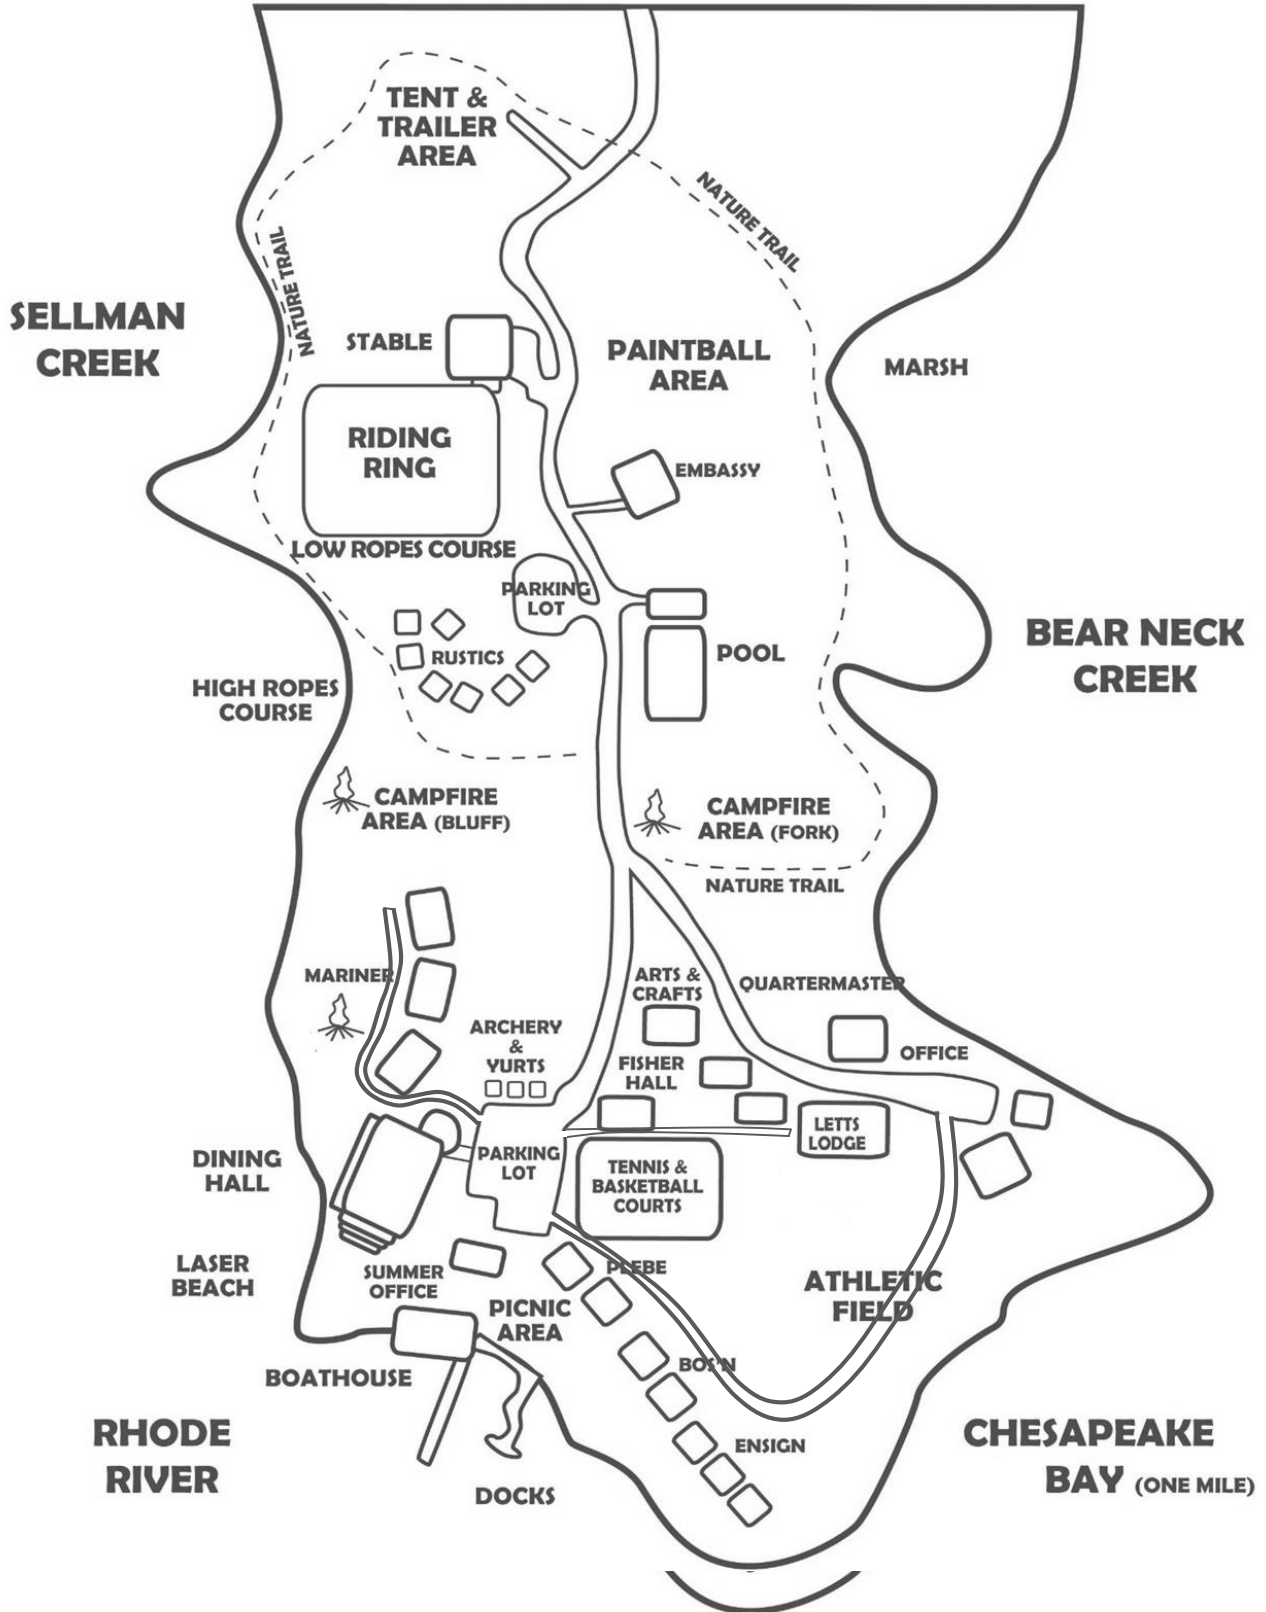 TENT &
TRAILER
AREA
NATURE TRAIL
NATURE TRAIL
SELLMAN
CREEK
STABLE
PAINTBALL
AREA
MARSH
RIDING
RING
EMBASSY
LOW ROPES COURSE
PARKING
LOT
RUSTICS
POOL
BEAR NECK
CREEK
HIGH ROPES
COURSE
CAMPFIRE
AREA (BLUFF)
CAMPFIRE
AREA (FORK)
NATURE TRAIL
MARINER
ARTS &
CRAFTS
QUARTERMASTER
ARCHERY
&
YURTS
FISHER
HALL
OFFICE
LETTS
LODGE
DINING
HALL
PARKING
LOT
TENNIS &
BASKETBALL
COURTS
LASER
BEACH
SUMMER
OFFICE
PLEBE
ATHLETIC
FIELD
PICNIC
AREA
BOS'N
BOATHOUSE
RHODE
RIVER
ENSIGN
CHESAPEAKE
BAY (ONE MILE)
DOCKS